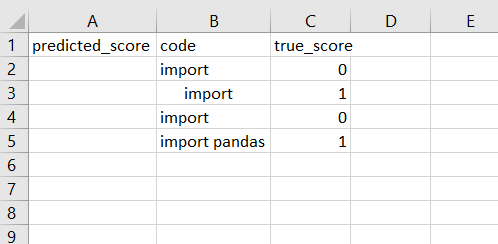 A B C D E
1 predicted_score code true_score
2 import 0
3 import 1
4 import 0
5 import pandas 1
6
7
8
9